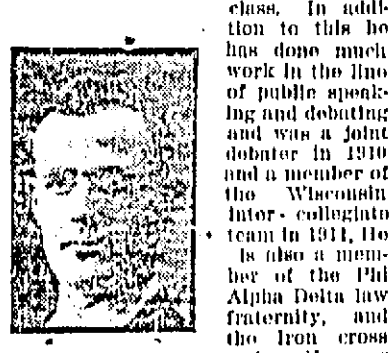 class. In addi-
tion to this he
has done much
work in the line
of public speak-
ing and debating
and was a joint
debater in 1910
and a member of
the Wisconsin
inter-collegiate
team in 1911. He
is also a mem-
ber of the Phi
Alpha Delta law
fraternity, and
the Iron cross